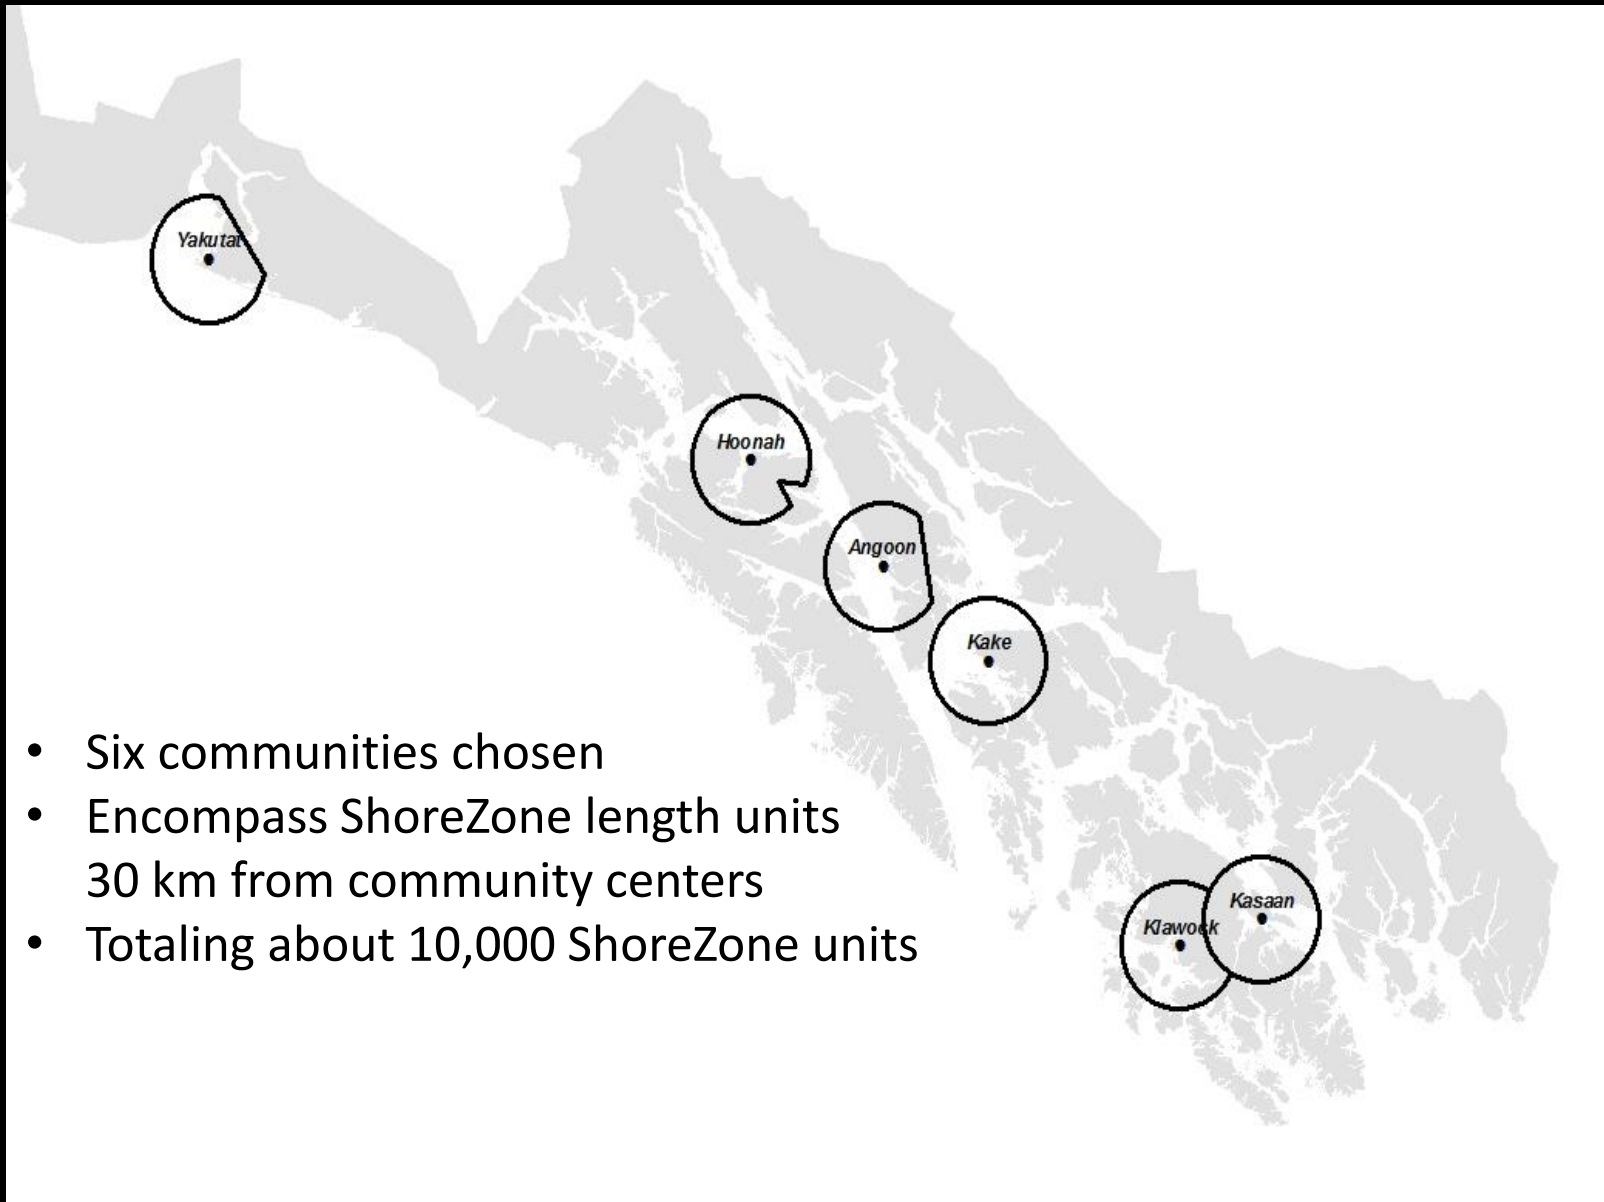 Yakutat
Hoonah
Angoon
Kake
• Six communities chosen
• Encompass ShoreZone length units
30 km from community centers
Kasaan
Klawock
• Totaling about 10,000 ShoreZone units